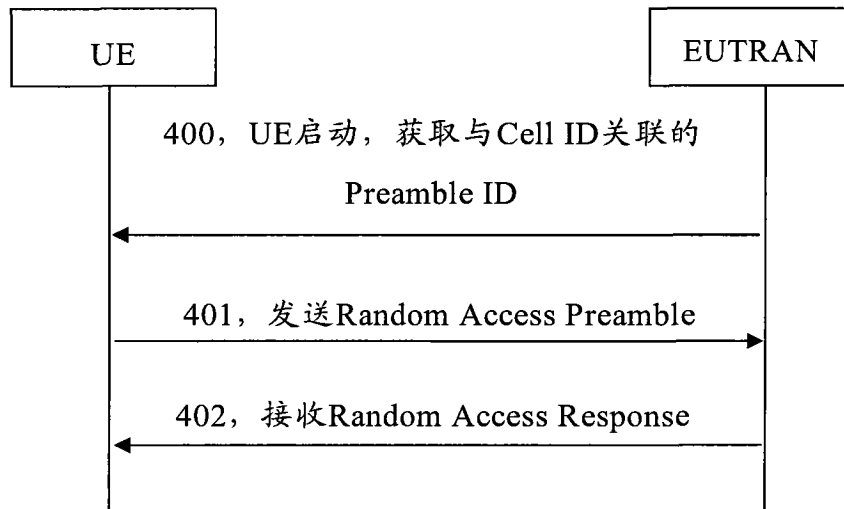 UE
EUTRAN
400，UE启动，获取与Cell ID关联的
Preamble ID
401，发送Random Access Preamble
402，接收Random Access Response